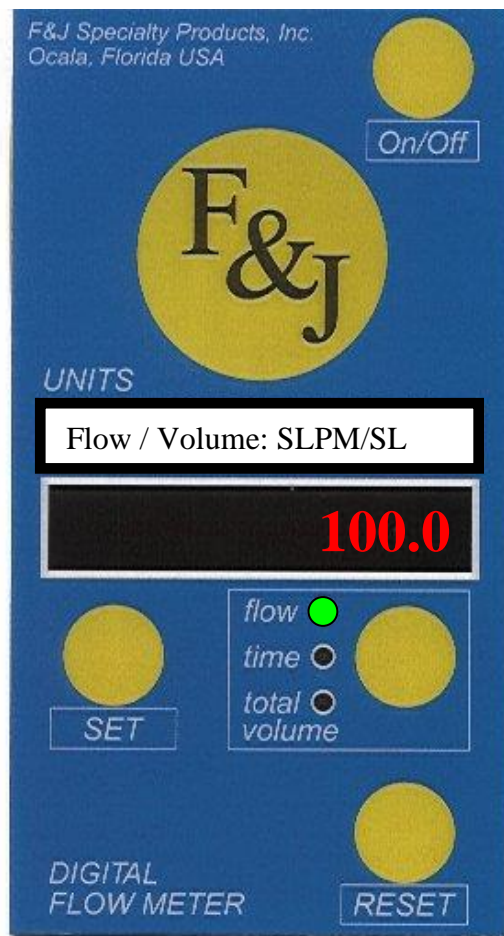 F&J Specialty Products, Inc.
Ocala, Florida USA
On/Off
F&J
UNITS
Flow / Volume: SLPM/SL
100.0
flow
time
total
volume
SET
DIGITAL
FLOW METER
RESET